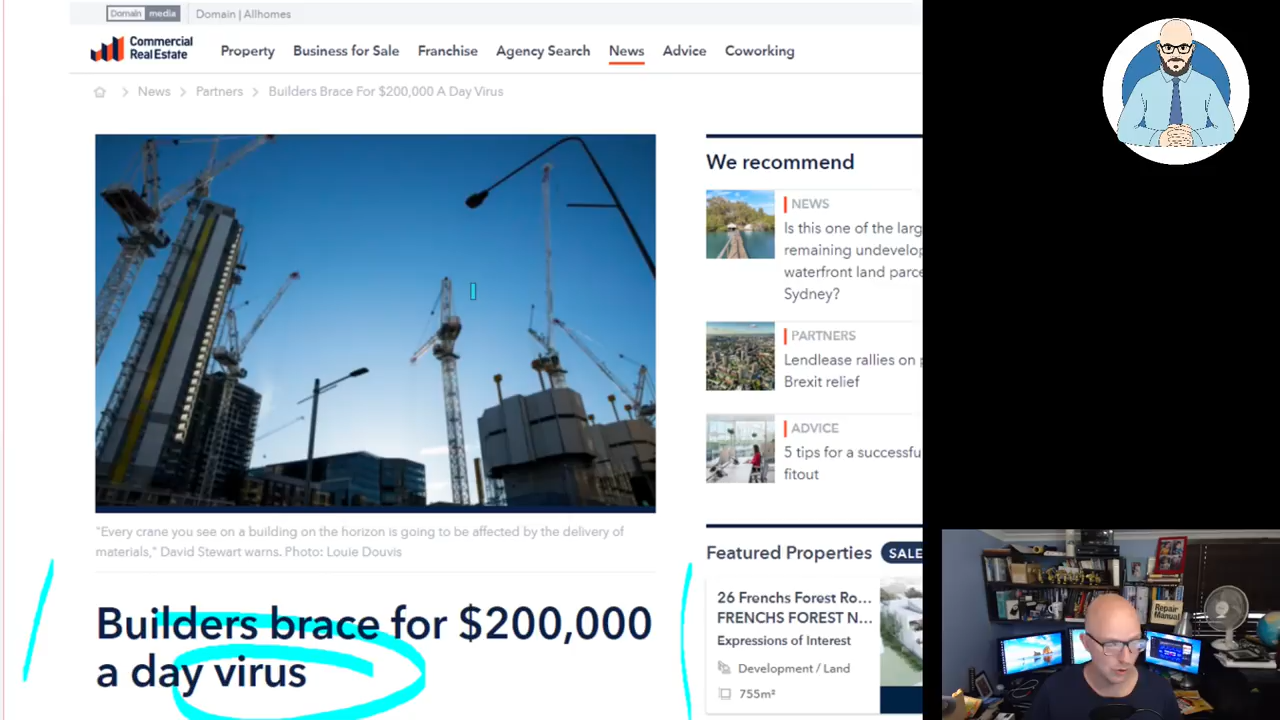 Domain media Domain | Allhomes
Commercial
Real Estate
Property Business for Sale Franchise Agency Search News Advice Coworking
News Partners Builders Brace For $200,000 A Day Virus
"Every crane you see on a building on the horizon is going to be affected by the delivery of
materials," David Stewart warns. Photo: Louie Douvis
Builders brace for $200,000
a day virus
We recommend
NEWS
Is this one of the larg
remaining undevelop
waterfront land parce
Sydney?
PARTNERS
Lendlease rallies on p
Brexit relief
ADVICE
5 tips for a successfu
fitout
Featured Properties SALE
26 Frenchs Forest Ro...
FRENCHS FOREST N...
Expressions of Interest
Development / Land
755m²
Repair
Manual